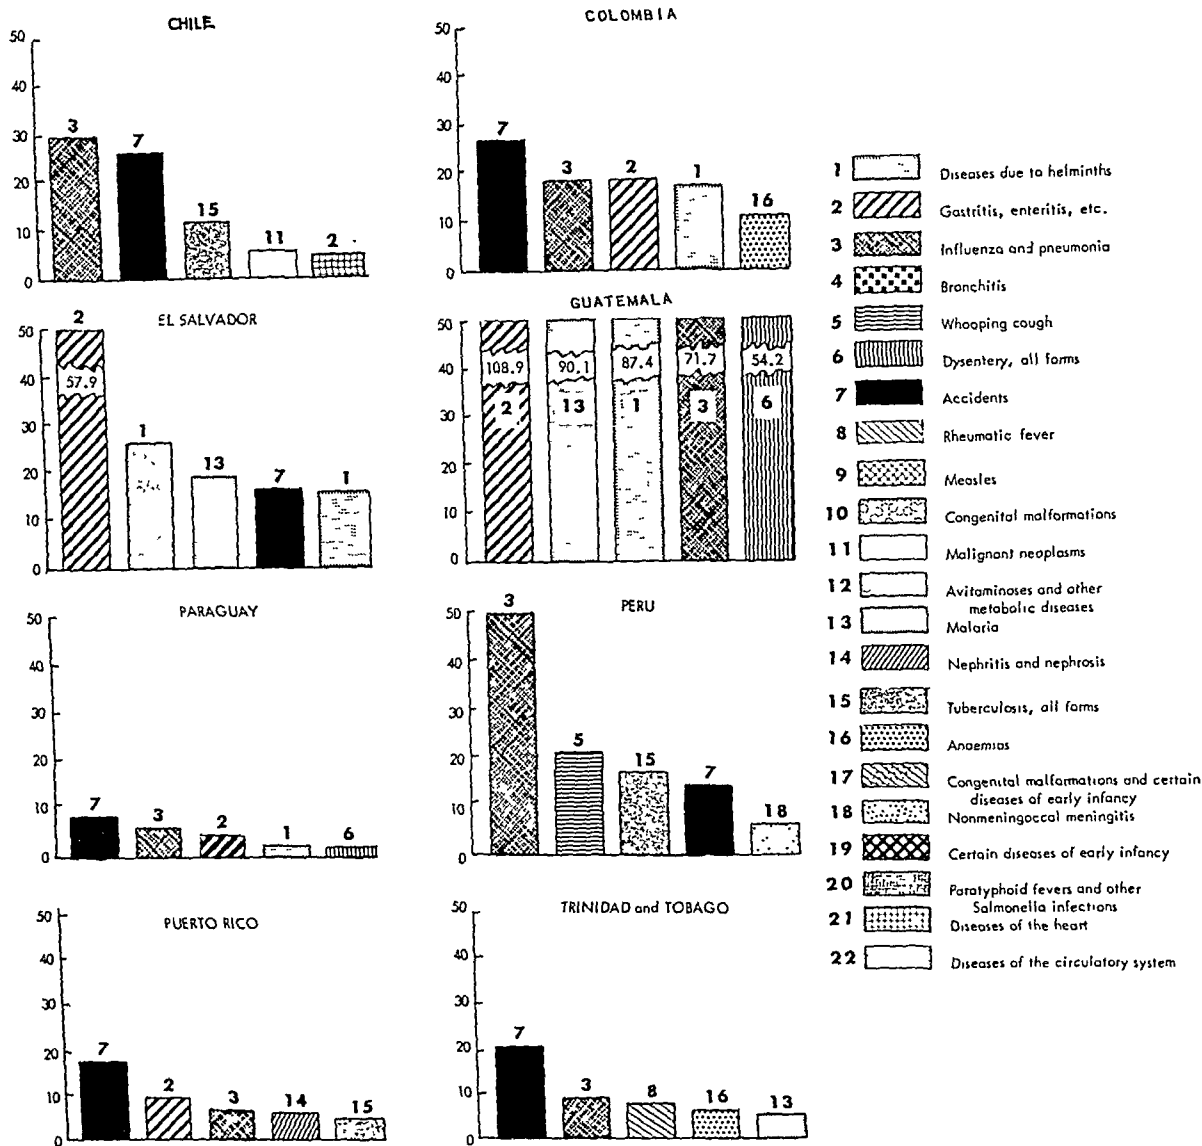 CHILE
50
40
30
20
10
0
3
7
15
11
2
COLOMBIA
50
40
30
20
10
0
7
3
2
1
16
EL SALVADOR
50
40
30
20
10
0
2
57.9
1
13
7
1
GUATEMALA
50
40
30
20
10
0
108.9
90.1
87.4
71.7
54.2
2
13
1
3
6
PARAGUAY
50
40
30
20
10
0
7
3
2
1
6
PERU
50
40
30
20
10
0
3
5
15
7
18
PUERTO RICO
50
40
30
20
10
0
7
2
3
14
15
TRINIDAD and TOBAGO
50
40
30
20
10
0
7
3
8
16
13
1 Diseases due to helminths
2 Gastritis, enteritis, etc.
3 Influenza and pneumonia
4 Bronchitis
5 Whooping cough
6 Dysentery, all forms
7 Accidents
8 Rheumatic fever
9 Measles
10 Congenital malformations
11 Malignant neoplasms
12 Avitaminoses and other
metabolic diseases
13 Malaria
14 Nephritis and nephrosis
15 Tuberculosis, all forms
16 Anaemias
17 Congenital malformations and certain
diseases of early infancy
18 Nonmeningoccal meningitis
19 Certain diseases of early infancy
20 Paratyphoid fevers and other
Salmonella infections
21 Diseases of the heart
22 Diseases of the circulatory system